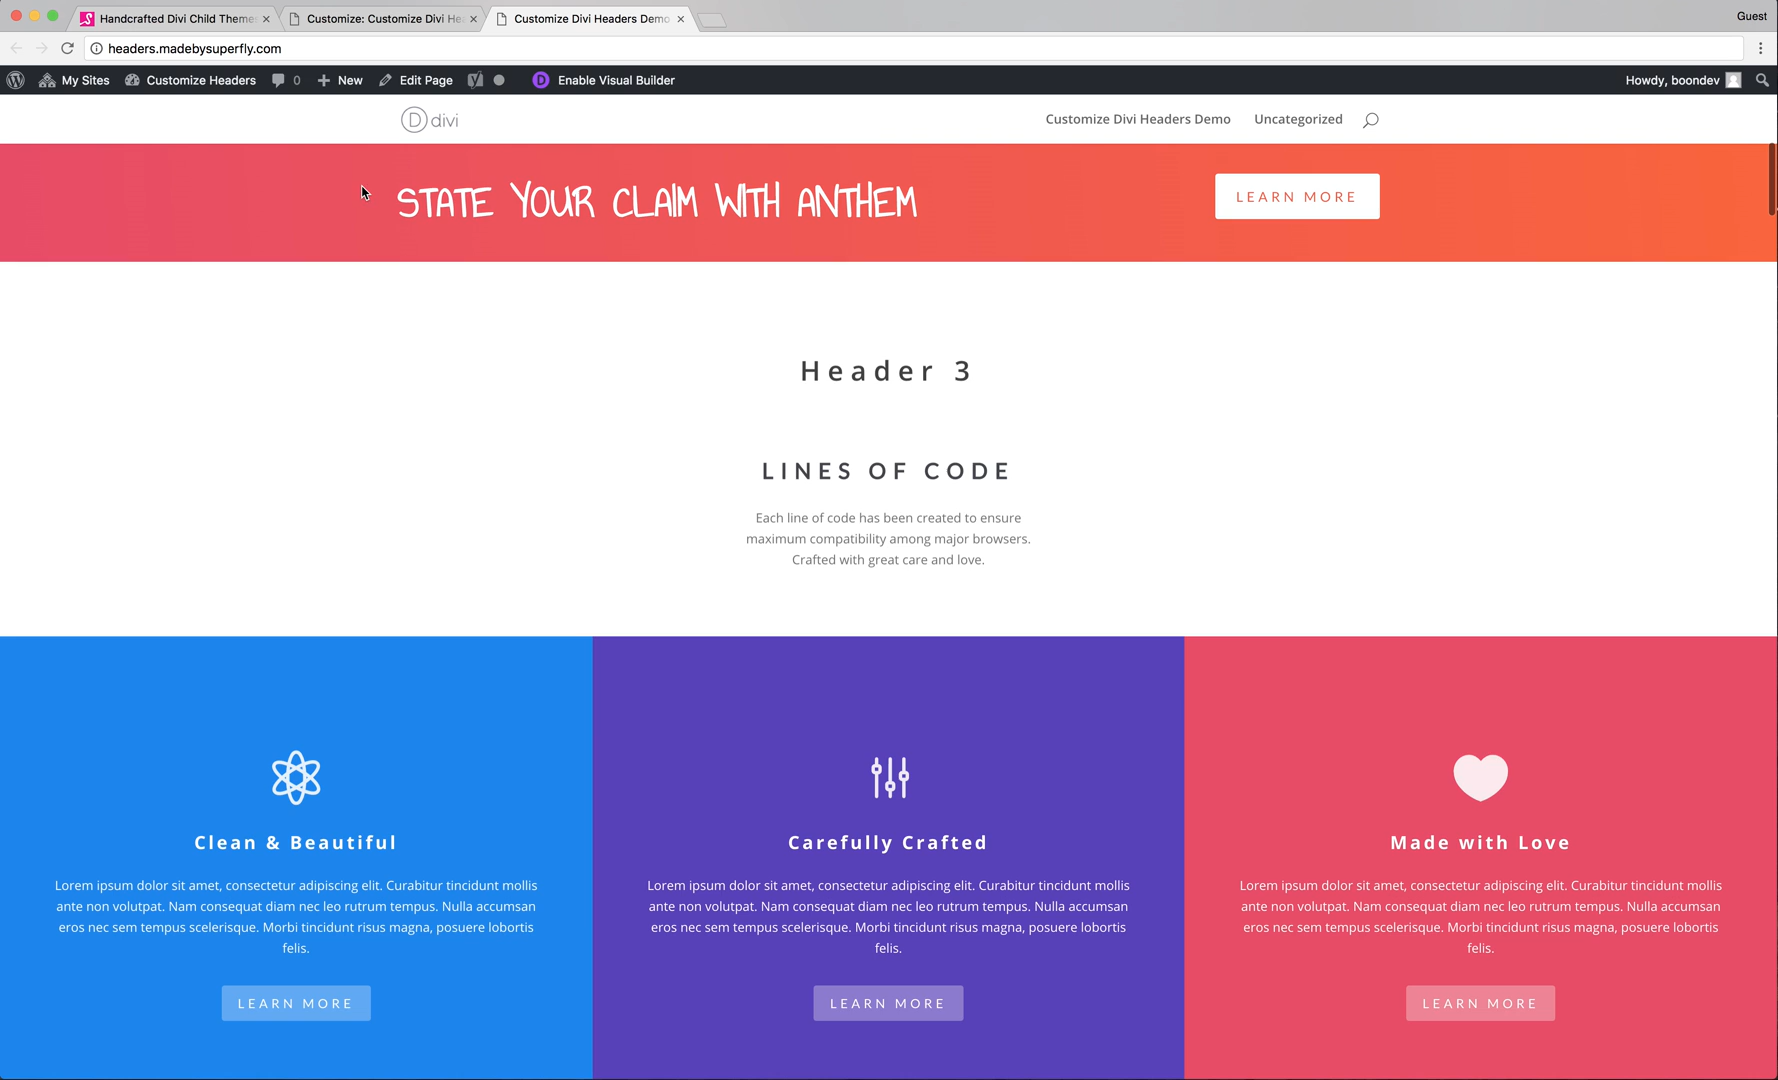 Handcrafted Divi Child Theme
Customize: Customize Divi He
Customize Divi Headers Demo
Guest
headers.madebysuperfly.com
My Sites
Customize Headers
0
New
Edit Page
Enable Visual Builder
Howdy, boondev
D divi
Customize Divi Headers Demo
Uncategorized
STATE YOUR CLAIM WITH ANTHEM
LEARN MORE
Header 3
LINES OF CODE
Each line of code has been created to ensure
maximum compatibility among major browsers.
Crafted with great care and love.
Clean & Beautiful
Lorem ipsum dolor sit amet, consectetur adipiscing elit. Curabitur tincidunt mollis
ante non volutpat. Nam consequat diam nec leo rutrum tempus. Nulla accumsan
eros nec sem tempus scelerisque. Morbi tincidunt risus magna, posuere lobortis
felis.
LEARN MORE
Carefully Crafted
Lorem ipsum dolor sit amet, consectetur adipiscing elit. Curabitur tincidunt mollis
ante non volutpat. Nam consequat diam nec leo rutrum tempus. Nulla accumsan
eros nec sem tempus scelerisque. Morbi tincidunt risus magna, posuere lobortis
felis.
LEARN MORE
Made with Love
Lorem ipsum dolor sit amet, consectetur adipiscing elit. Curabitur tincidunt mollis
ante non volutpat. Nam consequat diam nec leo rutrum tempus. Nulla accumsan
eros nec sem tempus scelerisque. Morbi tincidunt risus magna, posuere lobortis
felis.
LEARN MORE